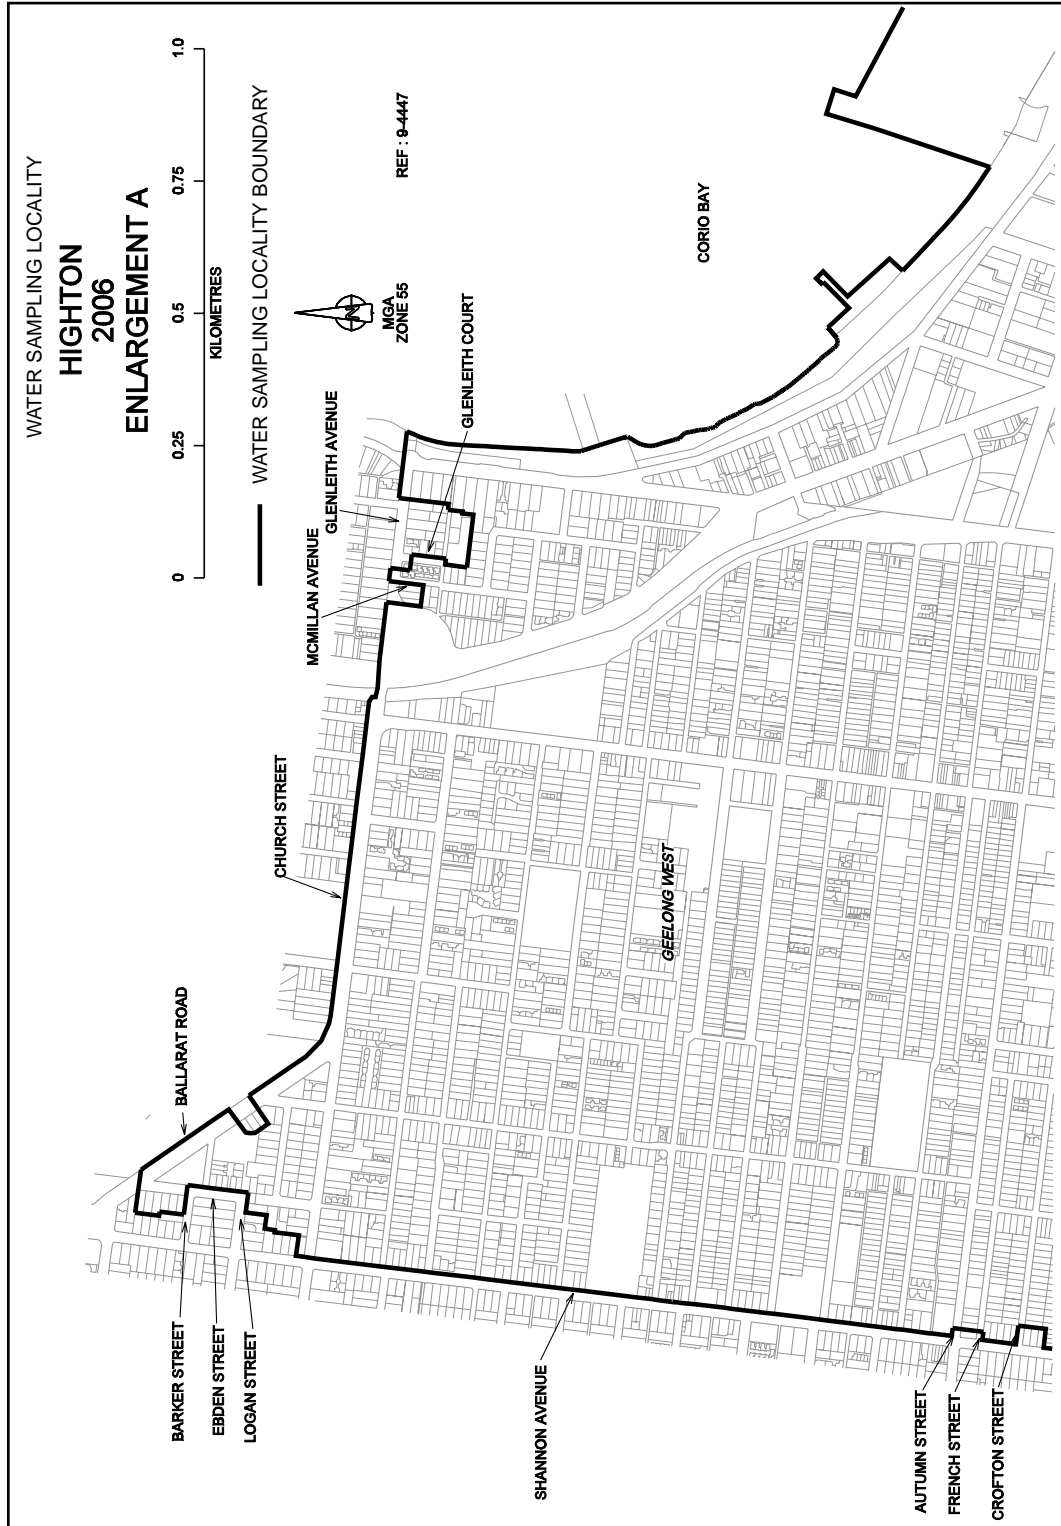 WATER SAMPLING LOCALITY
HIGHTON
2006
ENLARGEMENT A
0
0.25
0.5
0.75
1.0
KILOMETRES
WATER SAMPLING LOCALITY BOUNDARY
N
MGA
ZONE 55
REF : 9-4447
BALLARAT ROAD
CHURCH STREET
MCMILLAN AVENUE
GLENLEITH AVENUE
GLENLEITH COURT
CORIO BAY
GEELONG WEST
BARKER STREET
EBDEN STREET
LOGAN STREET
SHANNON AVENUE
AUTUMN STREET
FRENCH STREET
CROFTON STREET